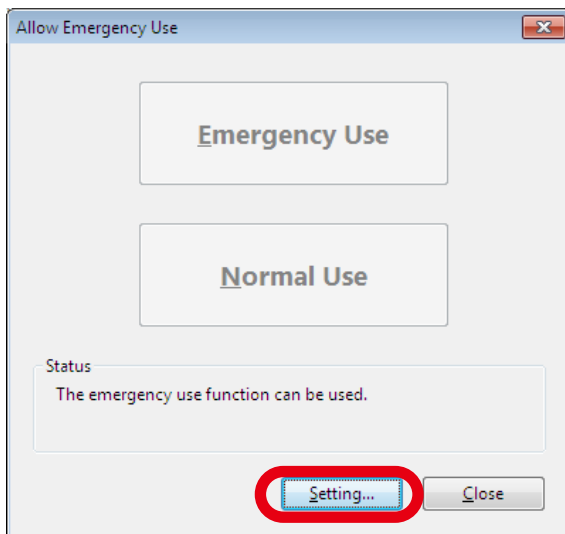 Allow Emergency Use
Emergency Use
Normal Use
Status
The emergency use function can be used.
Setting... Close